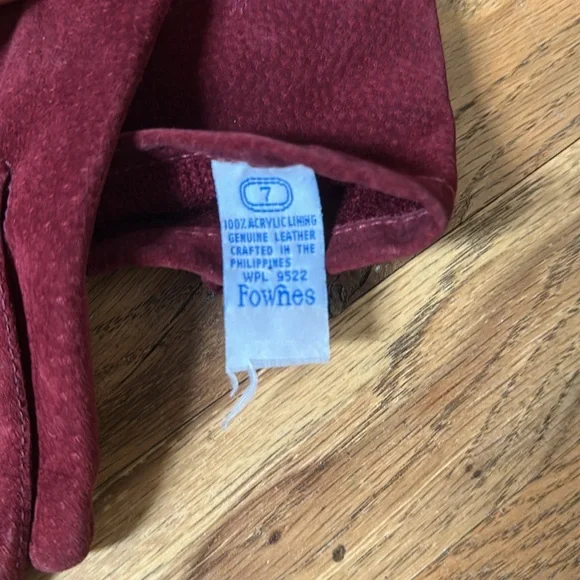 7
100% ACRYLIC LINING
GENUINE LEATHER
CRAFTED IN THE
PHILIPPINES
WPL 9522
Fownes